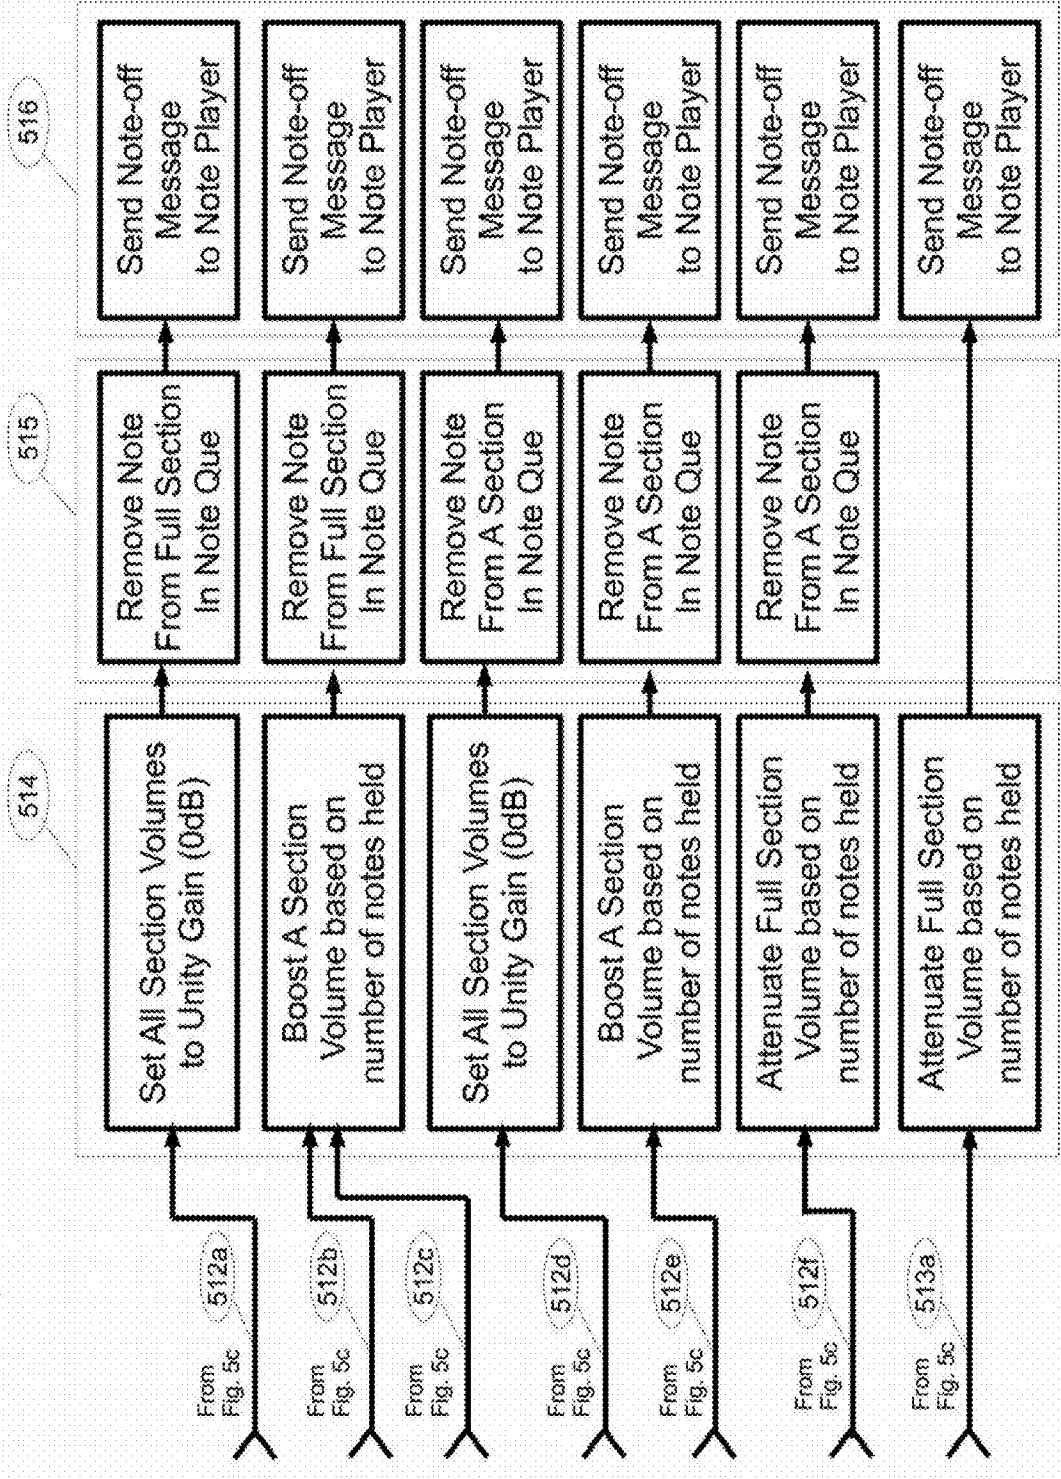 516
Send Note-off
Message
to Note Player
Send Note-off
Message
to Note Player
Send Note-off
Message
to Note Player
Send Note-off
Message
to Note Player
Send Note-off
Message
to Note Player
Send Note-off
Message
to Note Player
515
Remove Note
From Full Section
In Note Que
Remove Note
From Full Section
In Note Que
Remove Note
From A Section
In Note Que
Remove Note
From A Section
In Note Que
Remove Note
From A Section
In Note Que
514
Set All Section Volumes
to Unity Gain (0dB)
Boost A Section
Volume based on
number of notes held
Set All Section Volumes
to Unity Gain (0dB)
Boost A Section
Volume based on
number of notes held
Attenuate Full Section
Volume based on
number of notes held
Attenuate Full Section
Volume based on
number of notes held
512a
From
Fig. 5c
512b
From
Fig. 5c
512c
From
Fig. 5c
512d
From
Fig. 5c
512e
From
Fig. 5c
512f
From
Fig. 5c
513a
From
Fig. 5c